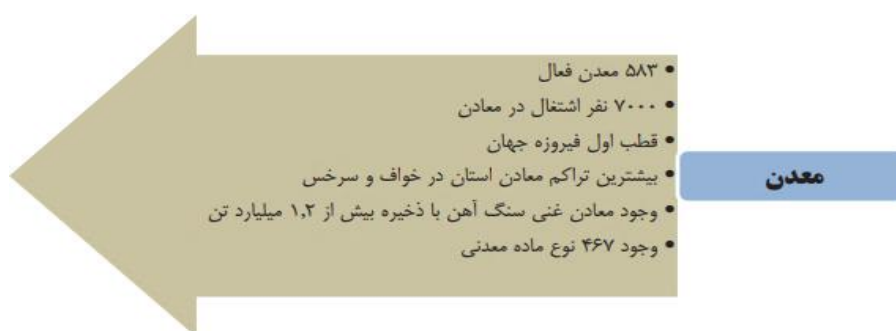 معدن
• ۵۸۳ معدن فعال
• ۷۰۰۰ نفر اشتغال در معادن
• قطب اول فیروزه جهان
• بیشترین تراکم معادن استان در خواف و سرخس
• وجود معادن غنی سنگ آهن با ذخیره بیش از ۱٫۲ میلیارد تن
• وجود ۴۶۷ نوع ماده معدنی